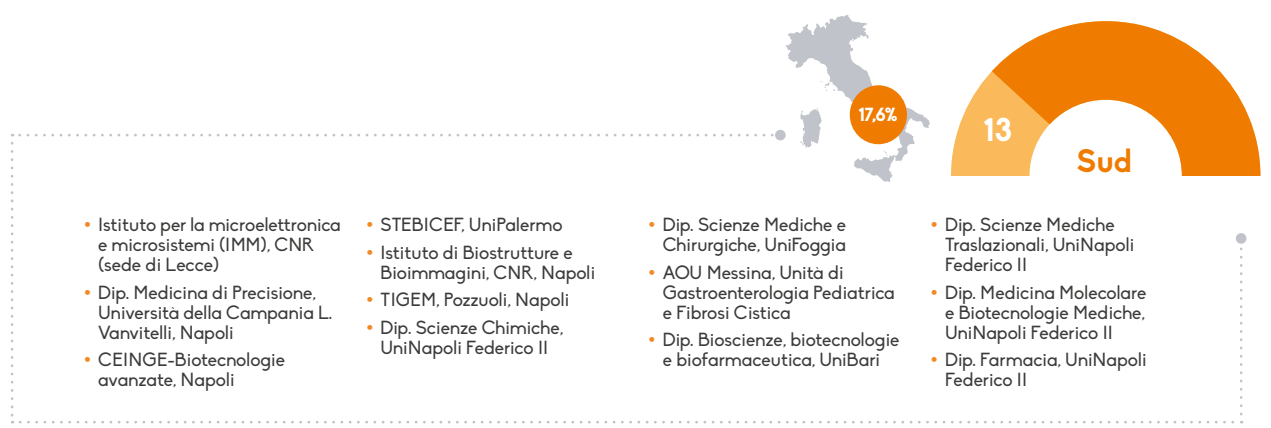 17,6%
13
Sud
• Istituto per la microelettronica
e microsistemi (IMM), CNR
(sede di Lecce)
• Dip. Medicina di Precisione,
Università della Campania L.
Vanvitelli, Napoli
• CEINGE-Biotecnologie
avanzate, Napoli
• STEBICEF, UniPalermo
• Istituto di Biostrutture e
Bioimmagini, CNR, Napoli
• TIGEM, Pozzuoli, Napoli
• Dip. Scienze Chimiche,
UniNapoli Federico II
• Dip. Scienze Mediche e
Chirurgiche, UniFoggia
• AOU Messina, Unità di
Gastroenterologia Pediatrica
e Fibrosi Cistica
• Dip. Bioscienze, biotecnologie
e biofarmaceutica, UniBari
• Dip. Scienze Mediche
Traslazionali, UniNapoli
Federico II
• Dip. Medicina Molecolare
e Biotecnologie Mediche,
UniNapoli Federico II
• Dip. Farmacia, UniNapoli
Federico II